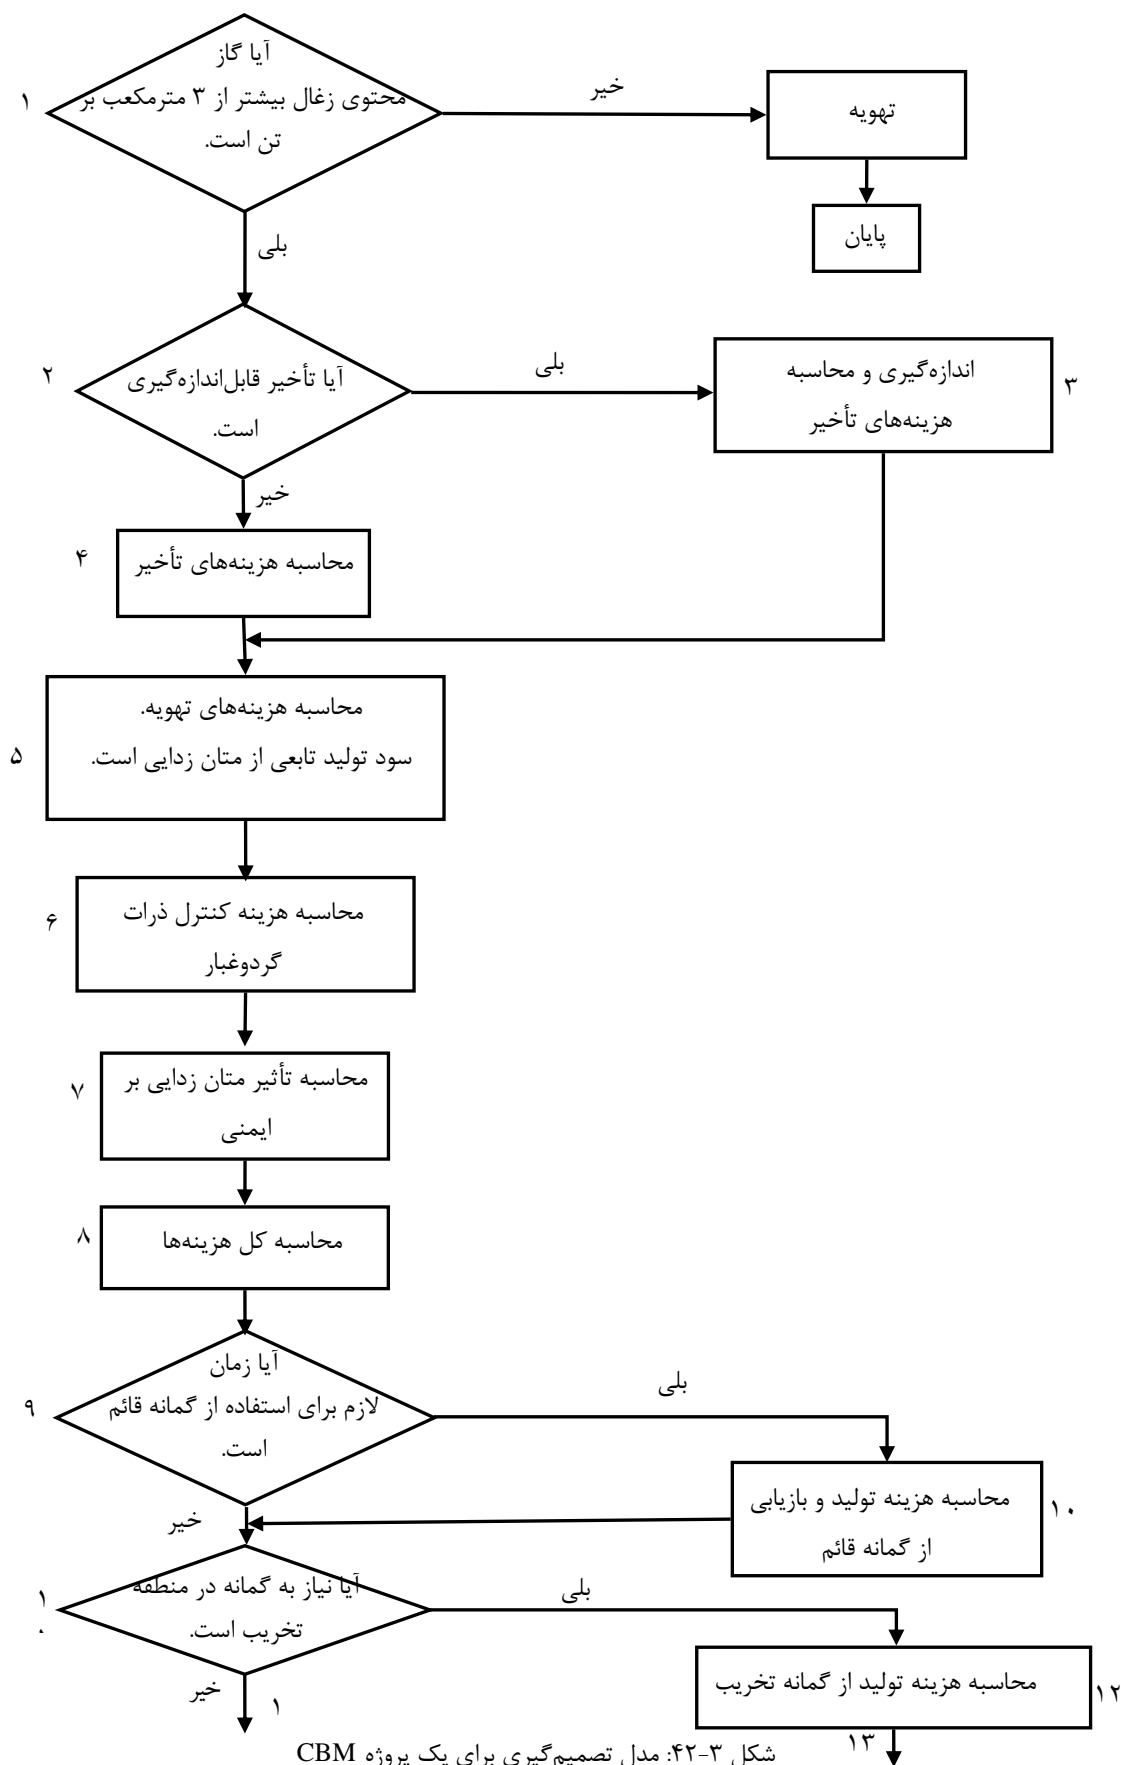 آیا گاز
محتوی زغال بیشتر از ۳ مترمکعب بر
تن است.
۱
خیر
تهویه
پایان
بلی
۲
آیا تأخیر قابل‌اندازه‌گیری
است.
بلی
اندازه‌گیری و محاسبه
هزینه‌های تأخیر
۳
خیر
۴
محاسبه هزینه‌های تأخیر
محاسبه هزینه‌های تهویه.
سود تولید تابعی از متان زدایی است.
۵
محاسبه هزینه کنترل ذرات
گردوغبار
۶
محاسبه تأثیر متان زدایی بر
ایمنی
۷
محاسبه کل هزینه‌ها
۸
آیا زمان
لازم برای استفاده از گمانه قائم
است.
۹
بلی
محاسبه هزینه تولید و بازیابی
از گمانه قائم
۱۰
خیر
آیا نیاز به گمانه در منطقه
تخریب است.
۱
۰
بلی
محاسبه هزینه تولید از گمانه تخریب
۱۲
خیر
۱
۱۳
شکل ۳-۴۲: مدل تصمیم‌گیری برای یک پروژه CBM